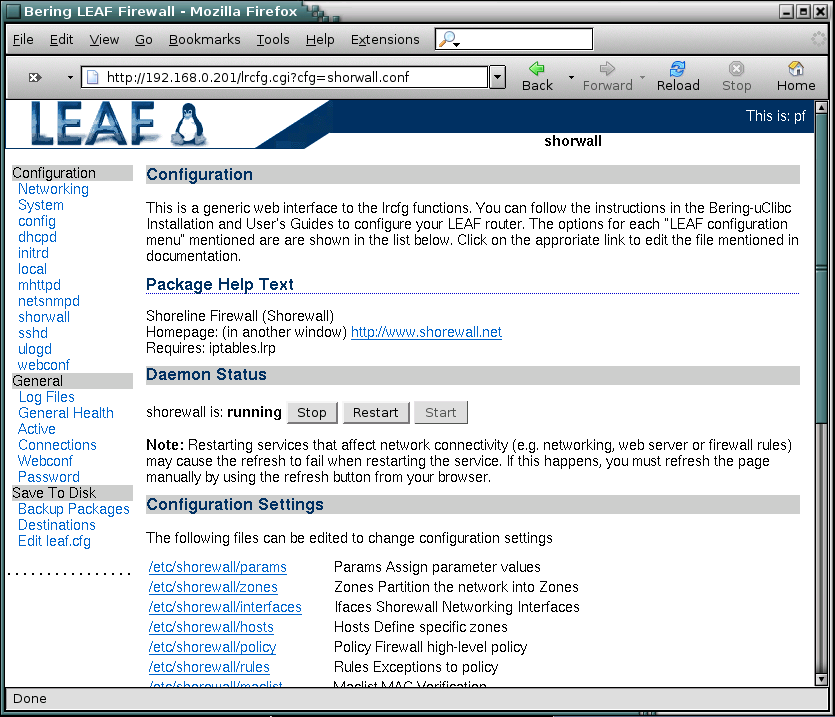 Bering LEAF Firewall - Mozilla Firefox
File Edit View Go Bookmarks Tools Help Extensions
http://192.168.0.201/lrcfg.cgi?cfg=shorwall.conf
Back Forward Reload Stop Home
LEAF
This is: pf
shorwall
Configuration
Networking
System
config
dhcpd
initrd
local
mhttpd
netsnmpd
shorwall
sshd
ulogd
webconf
General
Log Files
General Health
Active
Connections
Webconf
Password
Save To Disk
Backup Packages
Destinations
Edit leaf.cfg
Configuration
This is a generic web interface to the lrcfg functions. You can follow the instructions in the Bering-uClibc
Installation and User's Guides to configure your LEAF router. The options for each "LEAF configuration
menu" mentioned are are shown in the list below. Click on the approriate link to edit the file mentioned in
documentation.
Package Help Text
Shoreline Firewall (Shorewall)
Homepage: (in another window) http://www.shorewall.net
Requires: iptables.lrp
Daemon Status
shorewall is: running Stop Restart Start
Note: Restarting services that affect network connectivity (e.g. networking, web server or firewall rules)
may cause the refresh to fail when restarting the service. If this happens, you must refresh the page
manually by using the refresh button from your browser.
Configuration Settings
The following files can be edited to change configuration settings
/etc/shorewall/params Params Assign parameter values
/etc/shorewall/zones Zones Partition the network into Zones
/etc/shorewall/interfaces Ifaces Shorewall Networking Interfaces
/etc/shorewall/hosts Hosts Define specific zones
/etc/shorewall/policy Policy Firewall high-level policy
/etc/shorewall/rules Rules Exceptions to policy
/etc/shorewall/maclist Maclist MAC Verification
Done